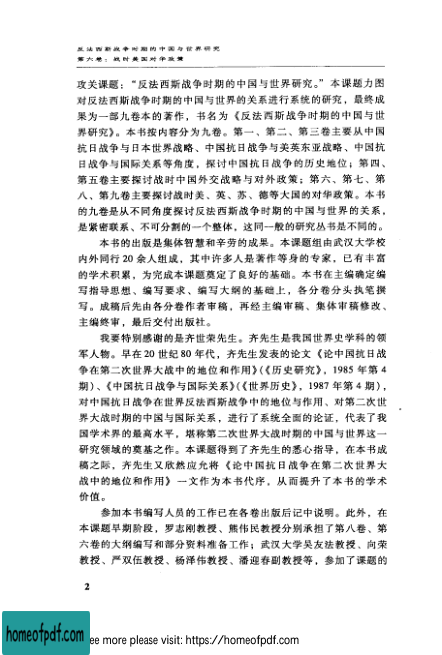 反法西斯战争时期的中国与世界研究
第六卷：战时美国对华政策
攻关课题：“反法西斯战争时期的中国与世界研究。”本课题力图
对反法西斯战争时期的中国与世界的关系进行系统的研究，最终成
果为一部九卷本的著作，书名为《反法西斯战争时期的中国与世
界研究》。本书按内容分为九卷。第一、第二、第三卷主要从中国
抗日战争与日本世界战略、中国抗日战争与美英东亚战略、中国抗
日战争与国际关系等角度，探讨中国抗日战争的历史地位；第四、
第五卷主要探讨战时中国外交战略与对外政策；第六、第七、第
八、第九卷主要探讨战时美、英、苏、德等大国的对华政策。本书
的九卷是从不同角度探讨反法西斯战争时期的中国与世界的关系，
是紧密联系、不可分割的一个整体，这同一般的研究丛书是不同的。
本书的出版是集体智慧和辛劳的成果。本课题组由武汉大学校
内外同行20余人组成，其中许多人是著作等身的专家，已有丰富
的学术积累，为完成本课题奠定了良好的基础。本书在主编确定编
写指导思想、编写要求、编写大纲的基础上，各分卷分头执笔撰
写。成稿后先由各分卷作者审稿，再经主编审稿、集体审稿修改、
主编终审，最后交付出版社。
我要特别感谢的是齐世荣先生。齐先生是我国世界史学科的领
军人物。早在20世纪80年代，齐先生发表的论文《论中国抗日战
争在第二次世界大战中的地位和作用》(《历史研究》，1985年第4
期)、《中国抗日战争与国际关系》(《世界历史》，1987年第4期)，
对中国抗日战争在世界反法西斯战争中的地位与作用、对第二次世
界大战时期的中国与国际关系，进行了系统全面的论证，代表了我
国学术界的最高水平，堪称第二次世界大战时期的中国与世界这一
研究领域的奠基之作。本课题得到了齐先生的悉心指导，在本书成
稿之际，齐先生又欣然应允将《论中国抗日战争在第二次世界大
战中的地位和作用》一文作为本书代序，从而提升了本书的学术
价值。
参加本书编写人员的工作已在各卷出版后记中说明。此外，在
本课题早期阶段，罗志刚教授、熊伟民教授分别承担了第八卷、第
六卷的大纲编写和部分资料准备工作；武汉大学吴友法教授、向荣
教授、严双伍教授、杨泽伟教授、潘迎春副教授等，参加了课题的
2
homeofpdf.com
ee more please visit: https://homeofpdf.com